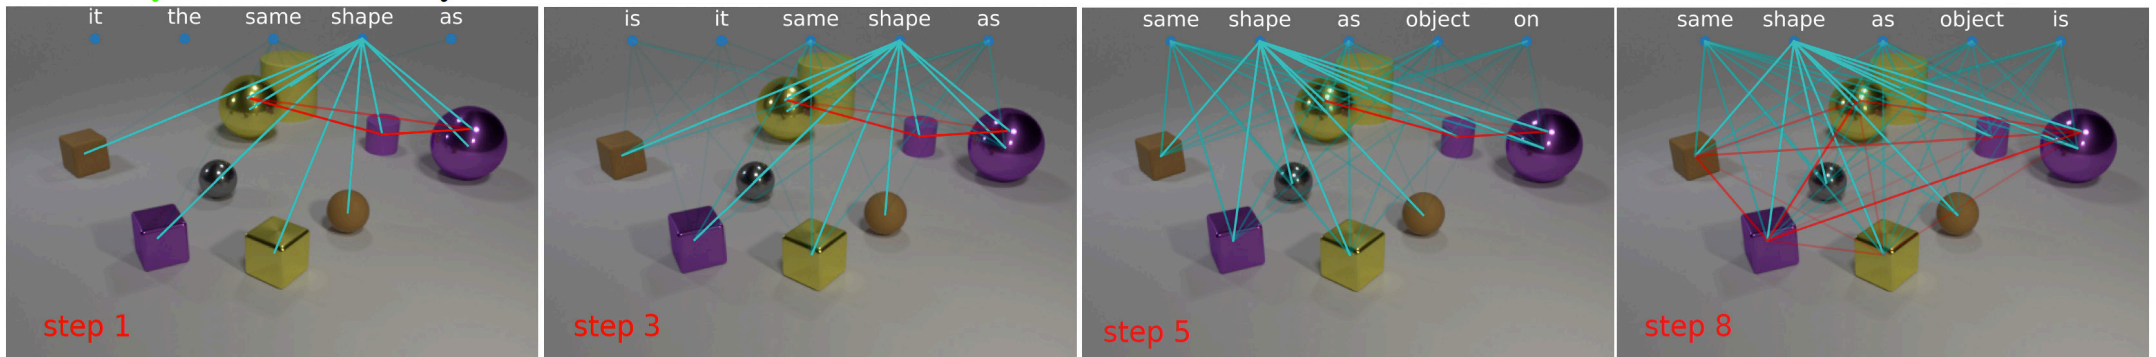 it the same shape as
is it same shape as
same shape as object on
same shape as object is
step 1
step 3
step 5
step 8